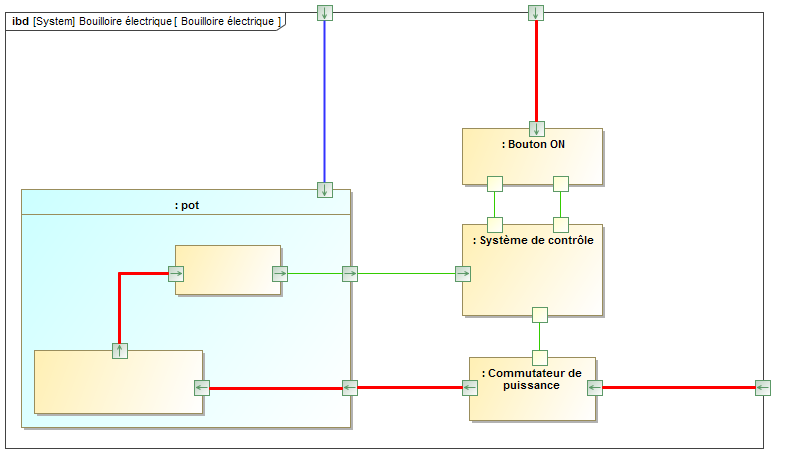 ibd [System] Bouilloire électrique [ Bouilloire électrique ]
: Bouton ON
: pot
: Système de contrôle
: Commutateur de
puissance